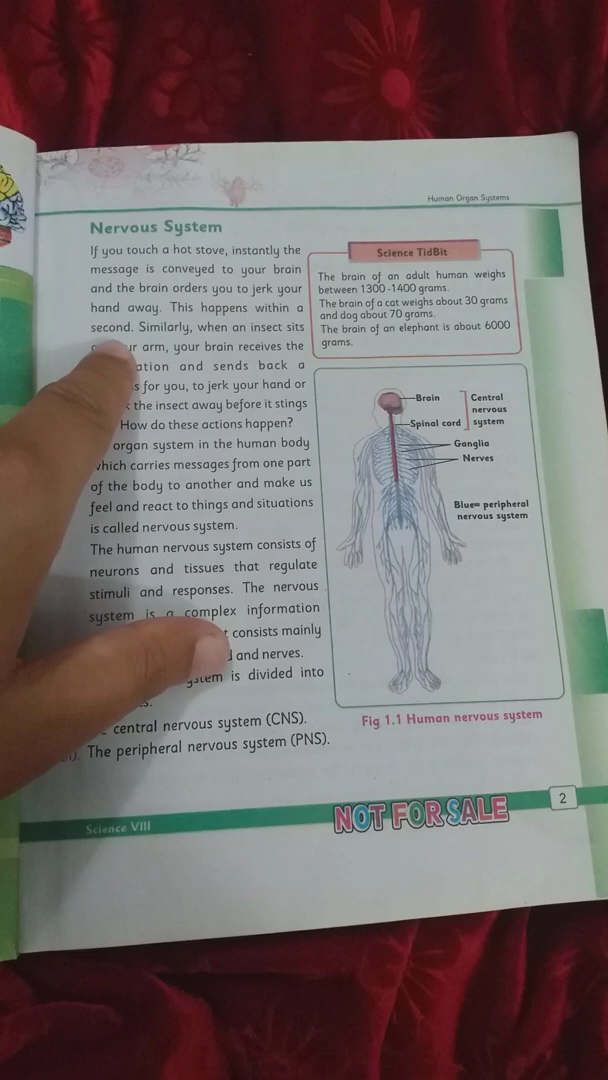 Human Organ Systems
Nervous System
If you touch a hot stove, instantly the
message is conveyed to your brain
and the brain orders you to jerk your
hand away. This happens within a
second. Similarly, when an insect sits
arm, your brain receives the
and sends back a
for you, to jerk your hand or
the insect away before it stings
How do these actions happen?
organ system in the human body
which carries messages from one part
of the body to another and make us
feel and react to things and situations
is called nervous system.
The human nervous system consists of
neurons and tissues that regulate
stimuli and responses. The nervous
system is a complex information
consists mainly
and nerves.
is divided into
central nervous system (CNS).
The peripheral nervous system (PNS).
Science TidBit
The brain of an adult human weighs
between 1300-1400 grams.
The brain of a cat weighs about 30 grams
and dog about 70 grams.
The brain of an elephant is about 6000
grams.
Brain
Spinal cord
Central
nervous
system
Ganglia
Nerves
Blue= peripheral
nervous system
Fig 1.1 Human nervous system
Science VIII
NOT FOR SALE
2